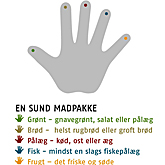 EN SUND MADPAKKE
Grønt - gnavegrønt, salat eller pålæg
Brød - helst rugbrød eller groft brød
Pålæg - kød, ost eller æg
Fisk - mindst en slags fiskepålæg
Frugt - det friske og søde